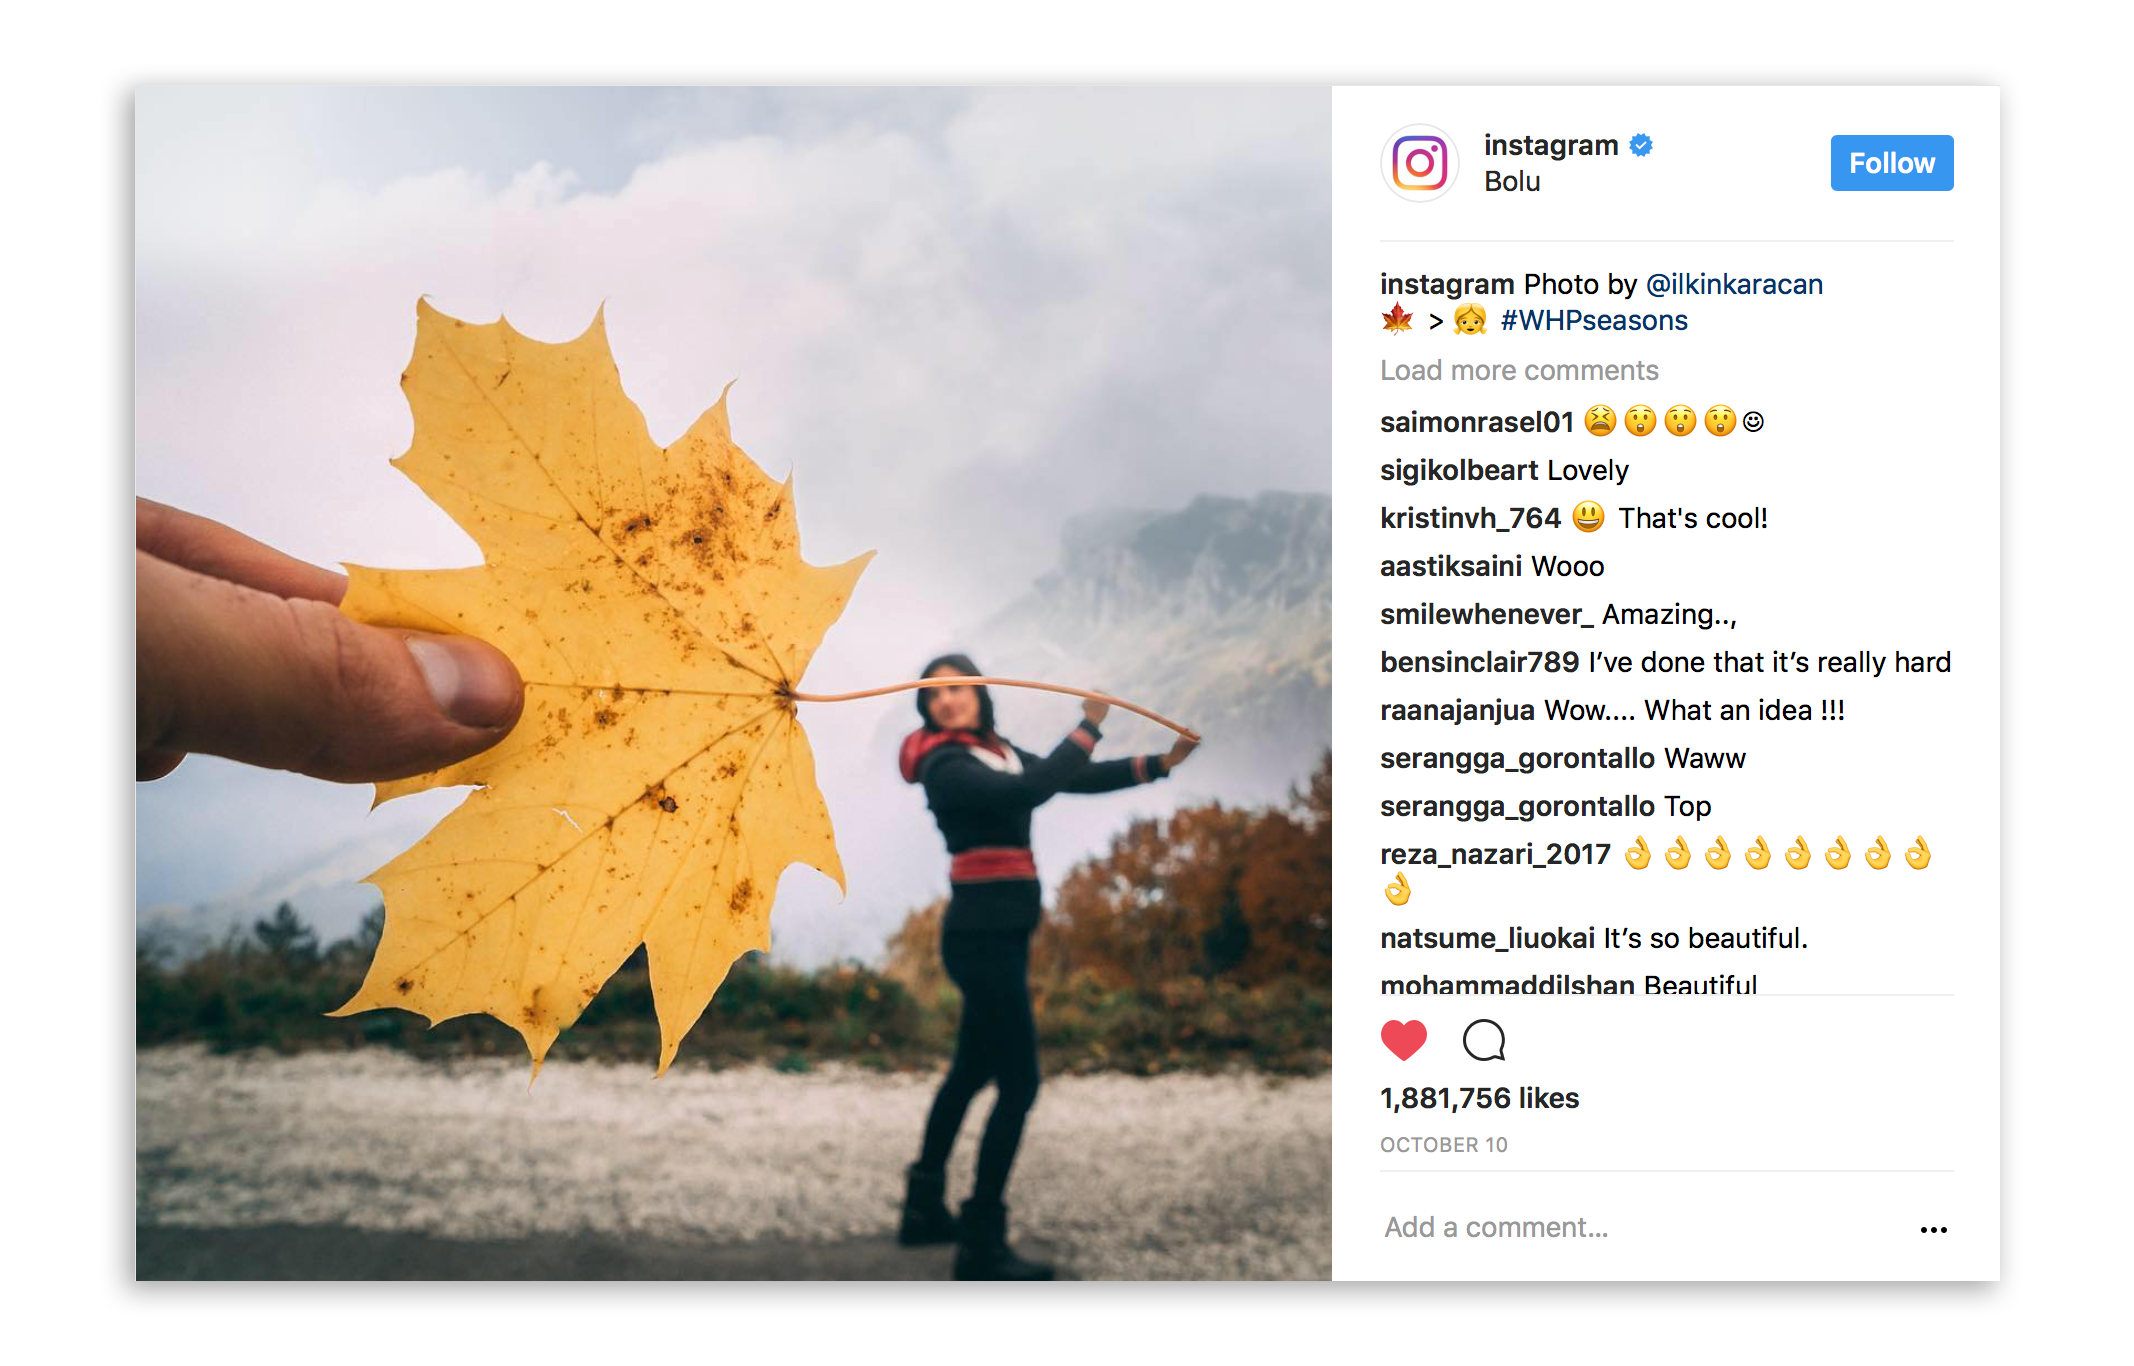 instagram
Bolu
Follow
instagram Photo by @ilkinkaracan
🍁 > 👧 #WHPseasons
Load more comments
saimonrasel01 😫😲😲😲☺
sigikolbeart Lovely
kristinvh_764 😃 That's cool!
aastiksaini Wooo
smilewhenever_ Amazing..,
bensinclair789 I’ve done that it’s really hard
raanajanjua Wow.... What an idea !!!
serangga_gorontallo Waww
serangga_gorontallo Top
reza_nazari_2017 👌👌👌👌👌👌👌👌
👌
natsume_liuokai It’s so beautiful.
mohammaddilshan Beautiful
1,881,756 likes
OCTOBER 10
Add a comment...